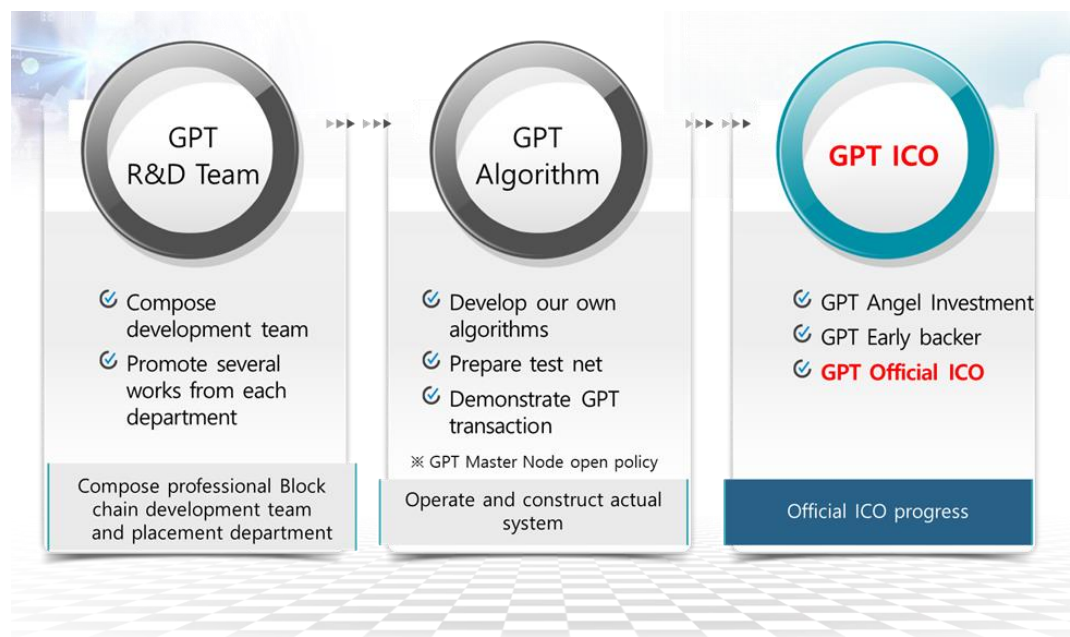 GPT
R&D Team
Compose
development team
Promote several
works from each
department
Compose professional Block
chain development team
and placement department
GPT
Algorithm
Develop our own
algorithms
Prepare test net
Demonstrate GPT
transaction
※ GPT Master Node open policy
Operate and construct actual
system
GPT ICO
GPT Angel Investment
GPT Early backer
GPT Official ICO
Official ICO progress